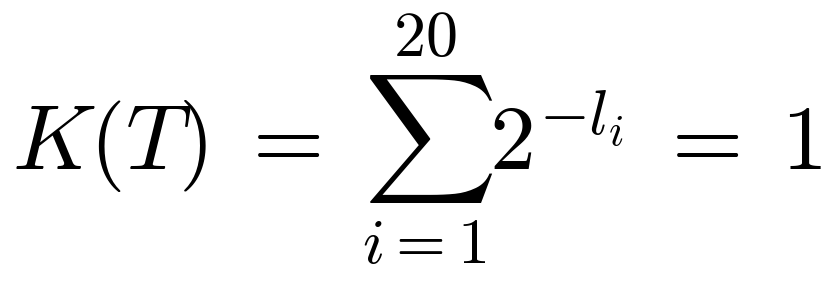 K(T) = \sum_{i=1}^{20} 2^{-l_i} = 1